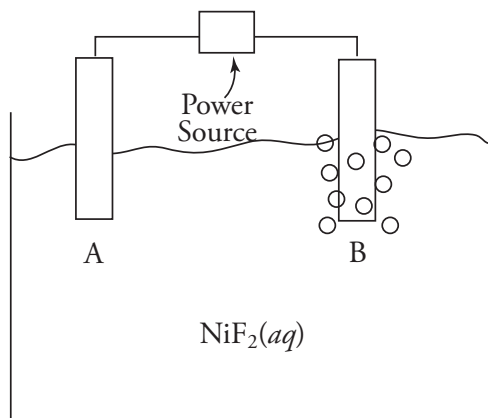 Power
Source
A
B
NiF₂(aq)